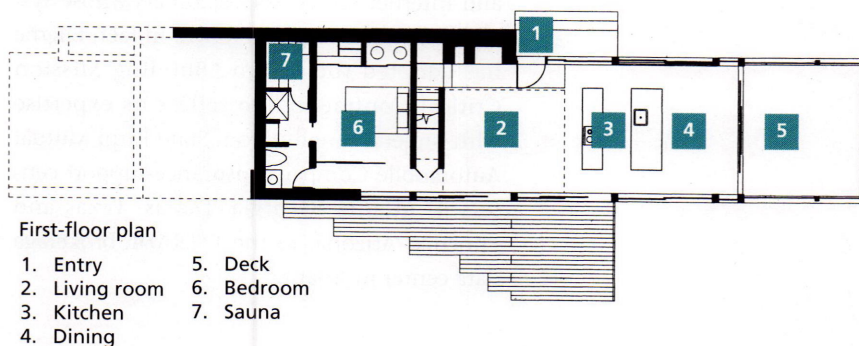 1
7
6
2
3
4
5
First-floor plan
1. Entry
2. Living room
3. Kitchen
4. Dining
5. Deck
6. Bedroom
7. Sauna